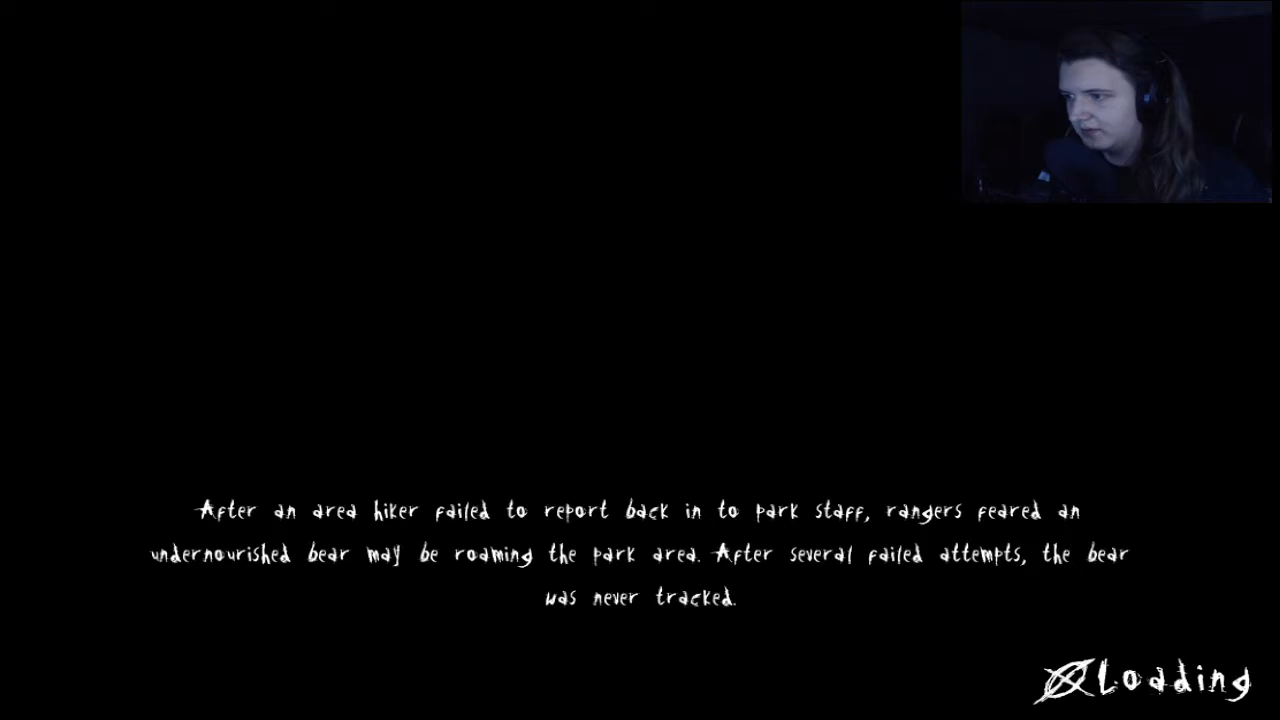 After an area hiker failed to report back in to park staff, rangers feared an
undernourished bear may be roaming the park area. After several failed attempts, the bear
was never tracked.
Loading